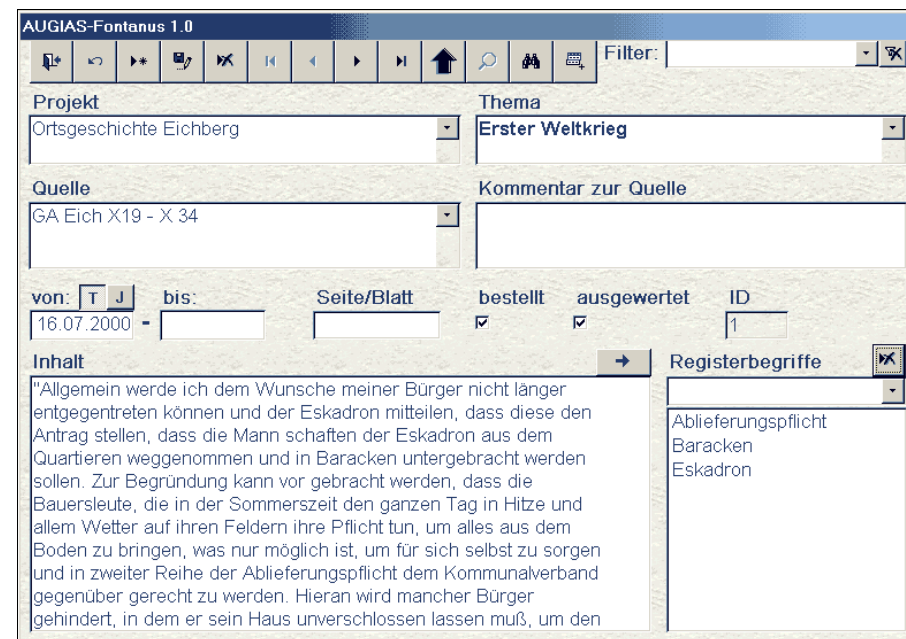 AUGIAS-Fontanus 1.0
Filter:
Projekt
Thema
Ortsgeschichte Eichberg
Erster Weltkrieg
Quelle
Kommentar zur Quelle
GA Eich X19 - X 34
von: T J bis: Seite/Blatt bestellt ausgewertet ID
16.07.2000 - 1
Inhalt
Registerbegriffe
"Allgemein werde ich dem Wunsche meiner Bürger nicht länger
entgegentreten können und der Eskadron mitteilen, dass diese den
Antrag stellen, dass die Mann schaften der Eskadron aus dem
Quartieren weggenommen und in Baracken untergebracht werden
sollen. Zur Begründung kann vor gebracht werden, dass die
Bauersleute, die in der Sommerszeit den ganzen Tag in Hitze und
allem Wetter auf ihren Feldern ihre Pflicht tun, um alles aus dem
Boden zu bringen, was nur möglich ist, um für sich selbst zu sorgen
und in zweiter Reihe der Ablieferungspflicht dem Kommunalverband
gegenüber gerecht zu werden. Hieran wird mancher Bürger
gehindert, in dem er sein Haus unverschlossen lassen muß, um den
Ablieferungspflicht
Baracken
Eskadron